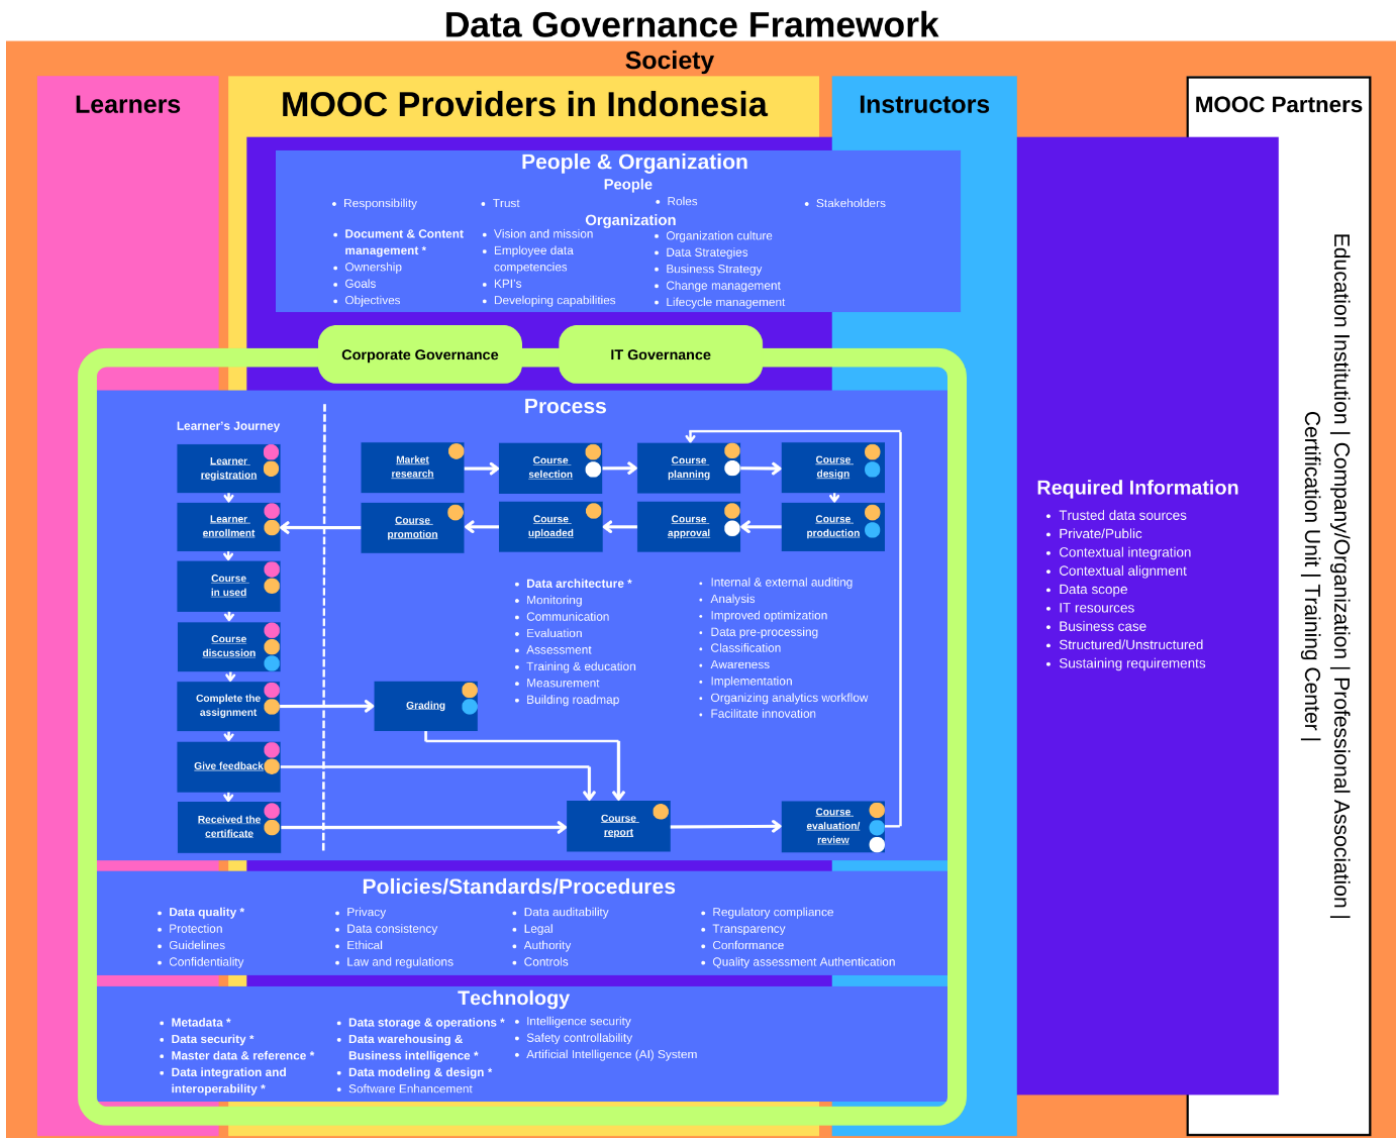 Data Governance Framework
Society
Learners
MOOC Providers in Indonesia
Instructors
MOOC Partners
People & Organization
People
Responsibility
Trust
Roles
Stakeholders
Organization
Document & Content
management *
Ownership
Goals
Objectives
Vision and mission
Employee data
competencies
KPI's
Developing capabilities
Organization culture
Data Strategies
Business Strategy
Change management
Lifecycle management
Corporate Governance
IT Governance
Process
Learner's Journey
Learner
registration
Learner
enrollment
Course
in used
Course
discussion
Complete the
assignment
Give feedback
Received the
certificate
Market
research
Course
selection
Course
planning
Course
design
Course
promotion
Course
uploaded
Course
approval
Course
production
Data architecture *
Monitoring
Communication
Evaluation
Assessment
Training & education
Measurement
Building roadmap
Internal & external auditing
Analysis
Improved optimization
Data pre-processing
Classification
Awareness
Implementation
Organizing analytics workflow
Facilitate innovation
Grading
Course
report
Course
evaluation/
review
Policies/Standards/Procedures
Data quality *
Protection
Guidelines
Confidentiality
Privacy
Data consistency
Ethical
Law and regulations
Data auditability
Legal
Authority
Controls
Regulatory compliance
Transparency
Conformance
Quality assessment Authentication
Technology
Metadata *
Data security *
Master data & reference *
Data integration and
interoperability *
Data storage & operations *
Data warehousing &
Business intelligence *
Data modeling & design *
Software Enhancement
Intelligence security
Safety controllability
Artificial Intelligence (AI) System
Required Information
Trusted data sources
Private/Public
Contextual integration
Contextual alignment
Data scope
IT resources
Business case
Structured/Unstructured
Sustaining requirements
Education Institution | Company/Organization | Professional Association |
Certification Unit | Training Center |